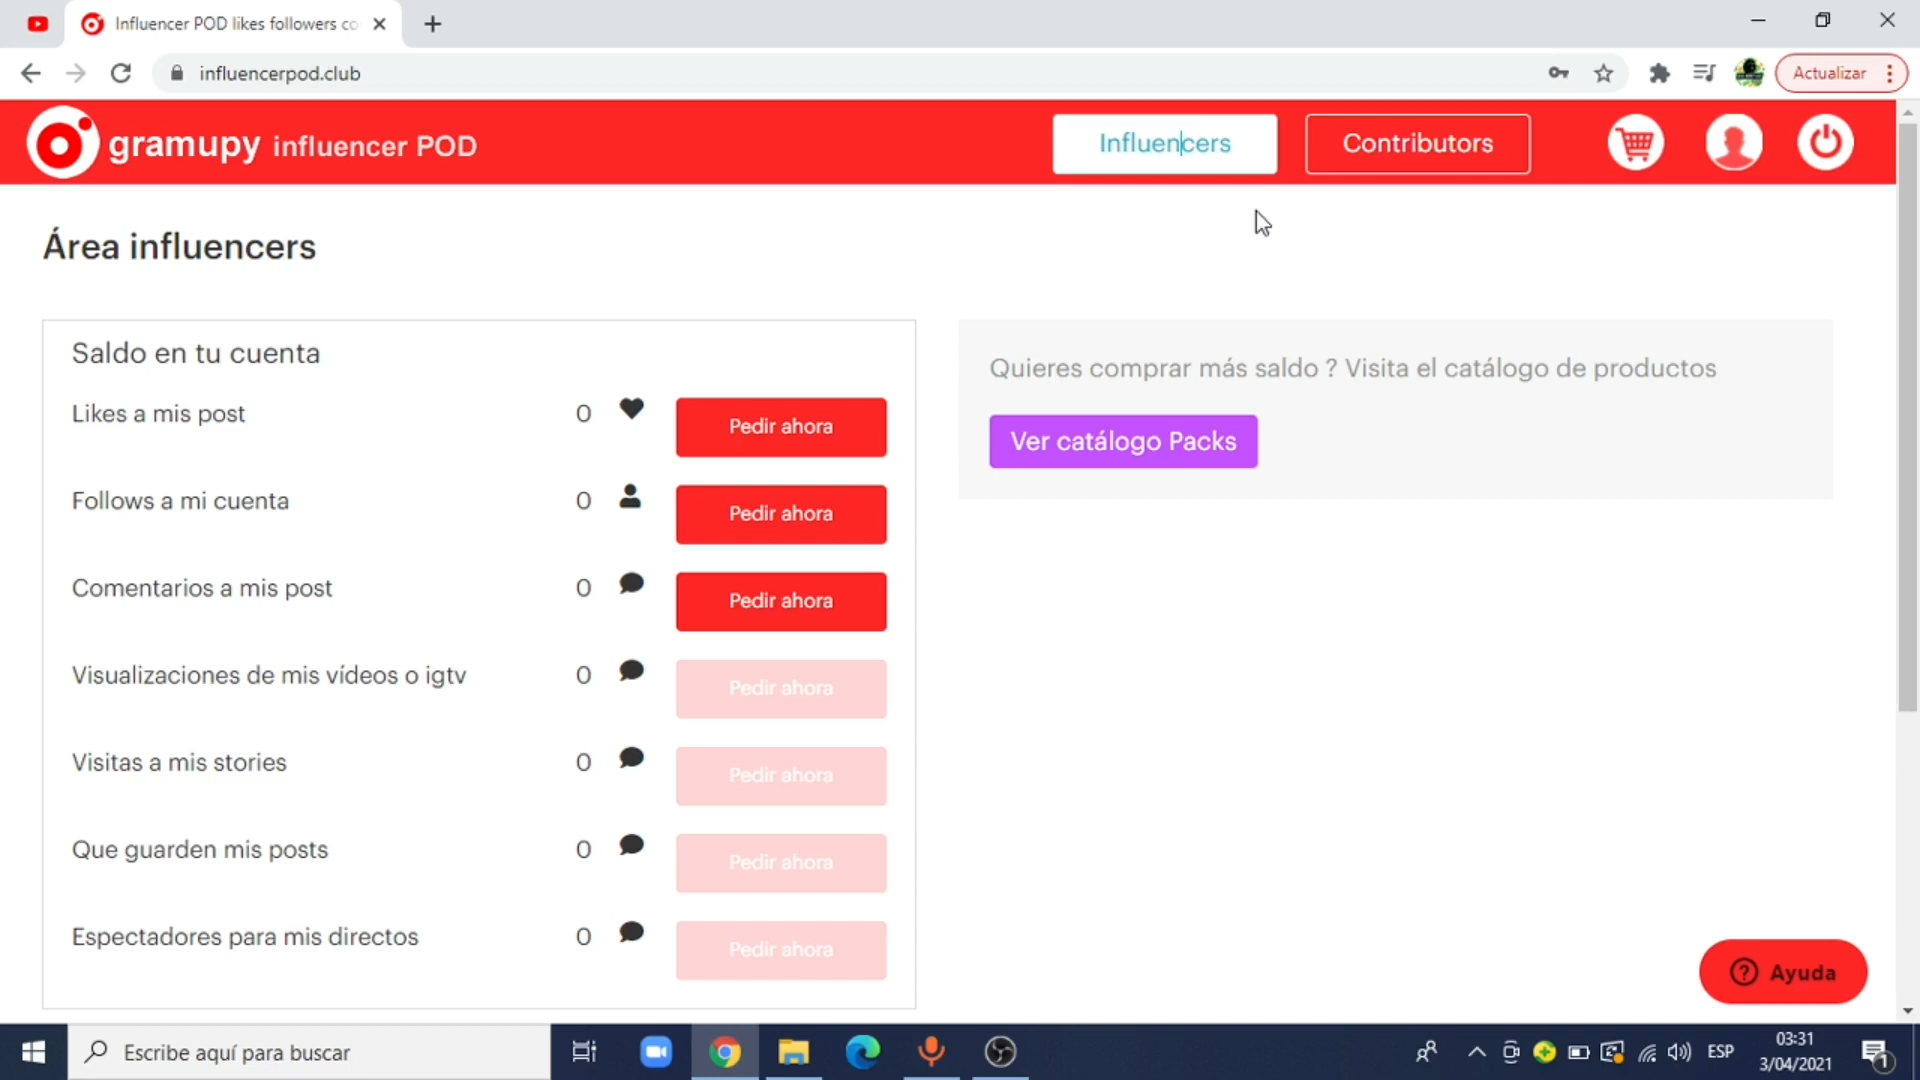 Influencer POD likes followers co
influencerpod.club
Actualizar
gramupy influencer POD
Influencers
Contributors
Área influencers
Saldo en tu cuenta
Likes a mis post 0 Pedir ahora
Follows a mi cuenta 0 Pedir ahora
Comentarios a mis post 0 Pedir ahora
Visualizaciones de mis vídeos o igtv 0 Pedir ahora
Visitas a mis stories 0 Pedir ahora
Que guarden mis posts 0 Pedir ahora
Espectadores para mis directos 0 Pedir ahora
Quieres comprar más saldo ? Visita el catálogo de productos
Ver catálogo Packs
Ayuda
Escribe aquí para buscar
ESP
03:31
3/04/2021
1